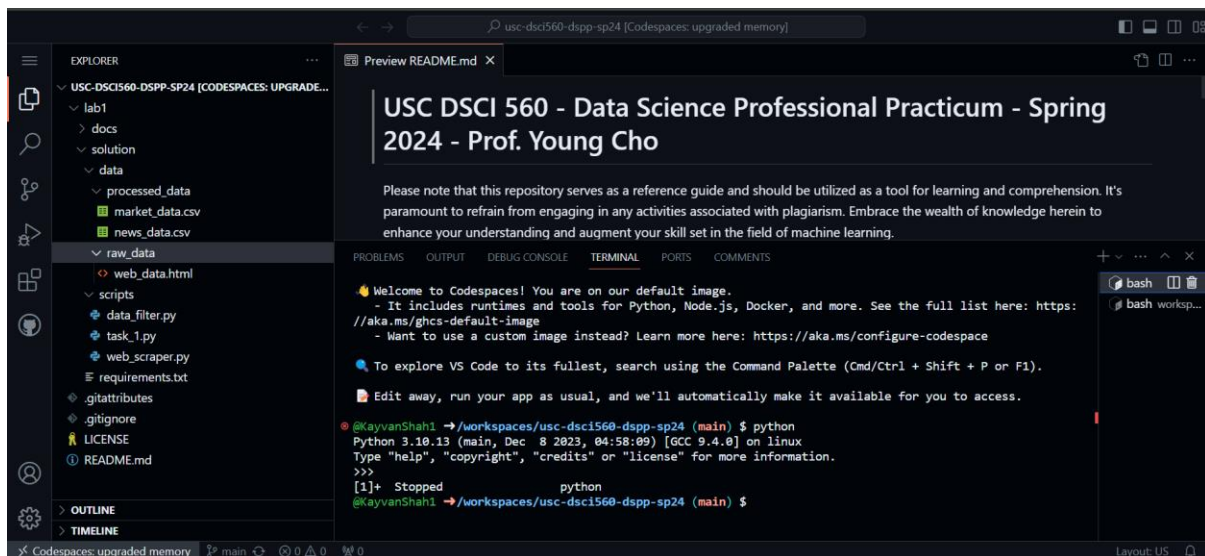 usc-dsci560-dspp-sp24 [Codespaces: upgraded memory]
EXPLORER
USC-DSCI560-DSPP-SP24 [CODESPACES: UPGRADE...
lab1
docs
solution
data
processed_data
market_data.csv
news_data.csv
raw_data
web_data.html
scripts
data_filter.py
task_1.py
web_scraper.py
requirements.txt
.gitattributes
.gitignore
LICENSE
README.md
OUTLINE
TIMELINE
Preview README.md
USC DSCI 560 - Data Science Professional Practicum - Spring
2024 - Prof. Young Cho
Please note that this repository serves as a reference guide and should be utilized as a tool for learning and comprehension. It's
paramount to refrain from engaging in any activities associated with plagiarism. Embrace the wealth of knowledge herein to
enhance your understanding and augment your skill set in the field of machine learning.
PROBLEMS OUTPUT DEBUG CONSOLE TERMINAL PORTS COMMENTS
Welcome to Codespaces! You are on our default image.
- It includes runtimes and tools for Python, Node.js, Docker, and more. See the full list here: https:
//aka.ms/ghcs-default-image
- Want to use a custom image instead? Learn more here: https://aka.ms/configure-codespace
To explore VS Code to its fullest, search using the Command Palette (Cmd/Ctrl + Shift + P or F1).
Edit away, run your app as usual, and we'll automatically make it available for you to access.
@KayvanShah1 ➜/workspaces/usc-dsci560-dspp-sp24 (main) $ python
Python 3.10.13 (main, Dec  8 2023, 04:58:09) [GCC 9.4.0] on linux
Type "help", "copyright", "credits" or "license" for more information.
>>>
[1]+  Stopped                 python
@KayvanShah1 ➜/workspaces/usc-dsci560-dspp-sp24 (main) $
bash
bash worksp...
Codespaces: upgraded memory main 0 0 0 Layout: US